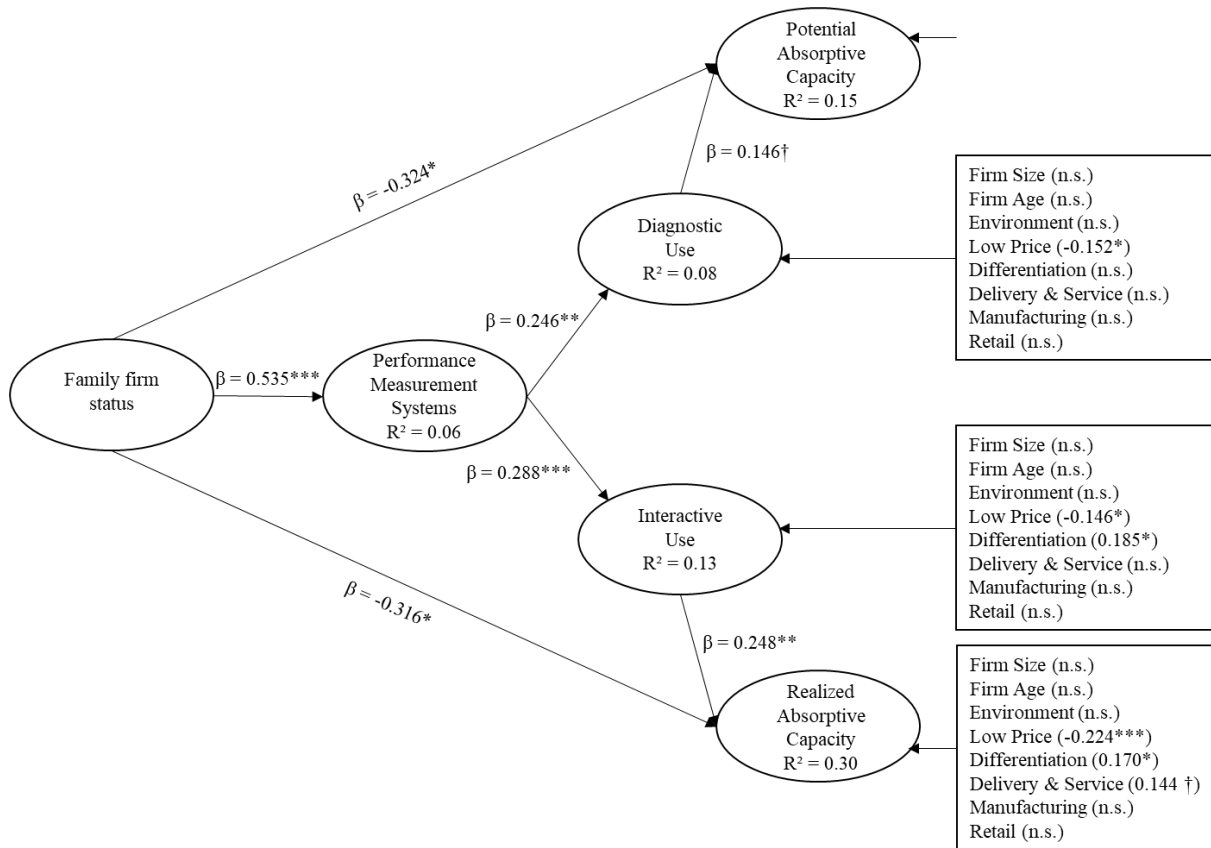 Potential
Absorptive
Capacity
R² = 0.15
β = -0.324*
β = 0.146†
Diagnostic
Use
R² = 0.08
Firm Size (n.s.)
Firm Age (n.s.)
Environment (n.s.)
Low Price (-0.152*)
Differentiation (n.s.)
Delivery & Service (n.s.)
Manufacturing (n.s.)
Retail (n.s.)
β = 0.246**
Family firm
status
β = 0.535***
Performance
Measurement
Systems
R² = 0.06
β = 0.288***
Interactive
Use
R² = 0.13
Firm Size (n.s.)
Firm Age (n.s.)
Environment (n.s.)
Low Price (-0.146*)
Differentiation (0.185*)
Delivery & Service (n.s.)
Manufacturing (n.s.)
Retail (n.s.)
β = -0.316*
β = 0.248**
Realized
Absorptive
Capacity
R² = 0.30
Firm Size (n.s.)
Firm Age (n.s.)
Environment (n.s.)
Low Price (-0.224***)
Differentiation (0.170*)
Delivery & Service (0.144 †)
Manufacturing (n.s.)
Retail (n.s.)